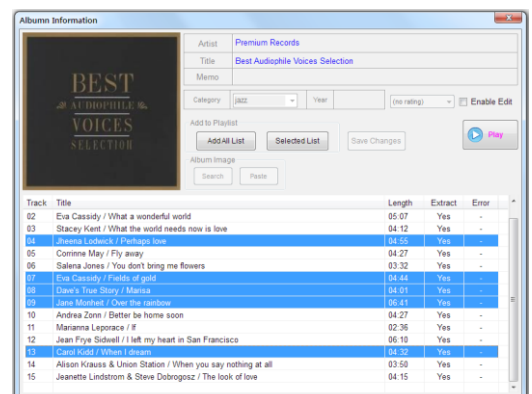 Albumn Information
BEST
AUDIOPHILE
VOICES
SELECTION
Artist Premium Records
Title Best Audiophile Voices Selection
Memo
Category jazz Year (no rating) Enable Edit
Add to Playlist
Add All List Selected List Save Changes Play
Album Image
Search Paste
Track Title Length Extract Error
02 Eva Cassidy / What a wonderful world 05:07 Yes -
03 Stacey Kent / What the world needs now is love 04:12 Yes -
04 Jheena Lodwick / Perhaps love 04:55 Yes -
05 Corrinne May / Fly away 04:27 Yes -
06 Salena Jones / You don't bring me flowers 03:32 Yes -
07 Eva Cassidy / Fields of gold 04:44 Yes -
08 Dave's True Story / Marisa 04:01 Yes -
09 Jane Monheit / Over the rainbow 06:41 Yes -
10 Andrea Zonn / Better be home soon 04:27 Yes -
11 Marianna Leporace / If 02:36 Yes -
12 Jean Frye Sidwell / I left my heart in San Francisco 06:10 Yes -
13 Carol Kidd / When I dream 04:32 Yes -
14 Alison Krauss & Union Station / When you say nothing at all 03:50 Yes -
15 Jeanette Lindstrom & Steve Dobrogosz / The look of love 04:15 Yes -